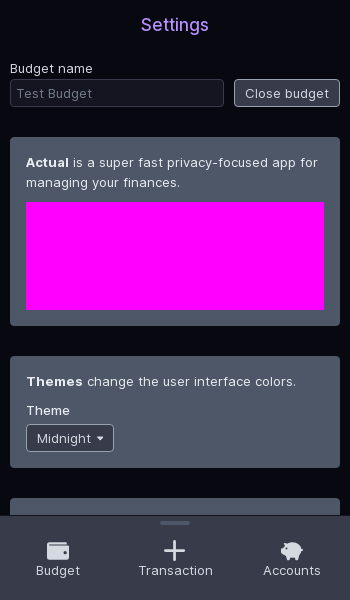 Settings
Budget name
Test Budget
Close budget
Actual is a super fast privacy-focused app for
managing your finances.
Themes change the user interface colors.
Theme
Midnight
Budget
Transaction
Accounts